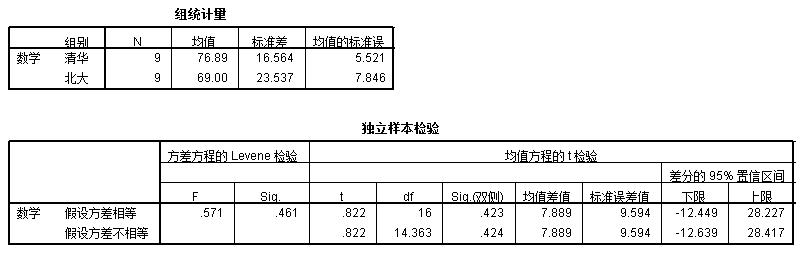 组统计量
组别 N 均值 标准差 均值的标准误
数学 清华 9 76.89 16.564 5.521
北大 9 69.00 23.537 7.846
独立样本检验
方差方程的 Levene 检验 均值方程的 t 检验
差分的 95% 置信区间
F Sig. t df Sig.(双侧) 均值差值 标准误差值 下限 上限
数学 假设方差相等 .571 .461 .822 16 .423 7.889 9.594 -12.449 28.227
假设方差不相等 .822 14.363 .424 7.889 9.594 -12.639 28.417